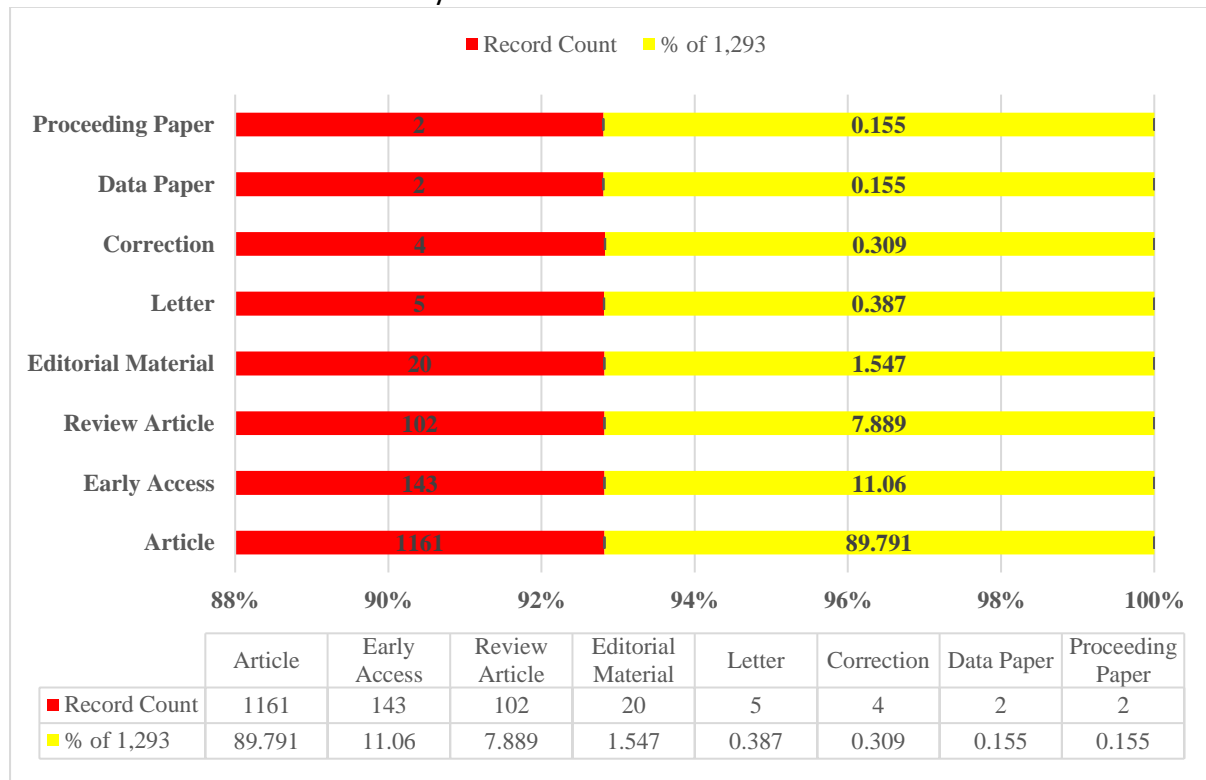 Record Count % of 1,293
Proceeding Paper 2 0.155
Data Paper 2 0.155
Correction 4 0.309
Letter 5 0.387
Editorial Material 20 1.547
Review Article 102 7.889
Early Access 143 11.06
Article 1161 89.791
88% 90% 92% 94% 96% 98% 100%
Article Early Access Review Article Editorial Material Letter Correction Data Paper Proceeding Paper
Record Count 1161 143 102 20 5 4 2 2
% of 1,293 89.791 11.06 7.889 1.547 0.387 0.309 0.155 0.155